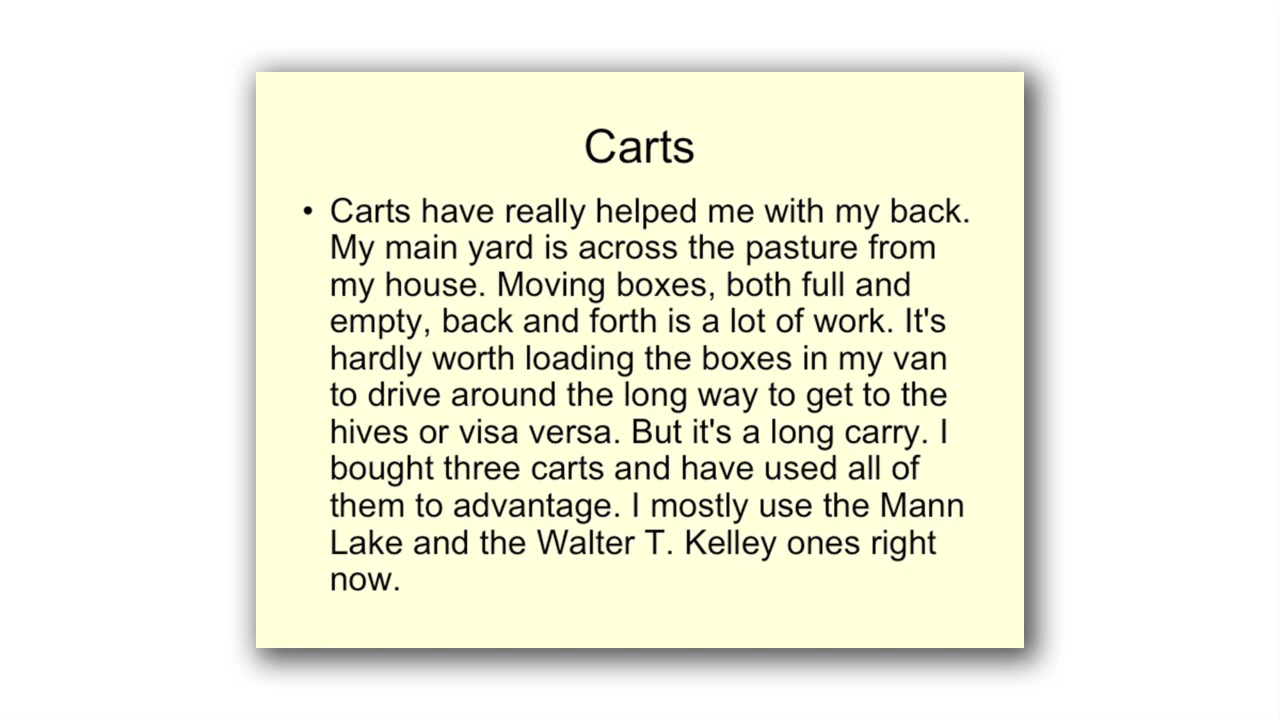 Carts
• Carts have really helped me with my back.
My main yard is across the pasture from
my house. Moving boxes, both full and
empty, back and forth is a lot of work. It's
hardly worth loading the boxes in my van
to drive around the long way to get to the
hives or visa versa. But it's a long carry. I
bought three carts and have used all of
them to advantage. I mostly use the Mann
Lake and the Walter T. Kelley ones right
now.